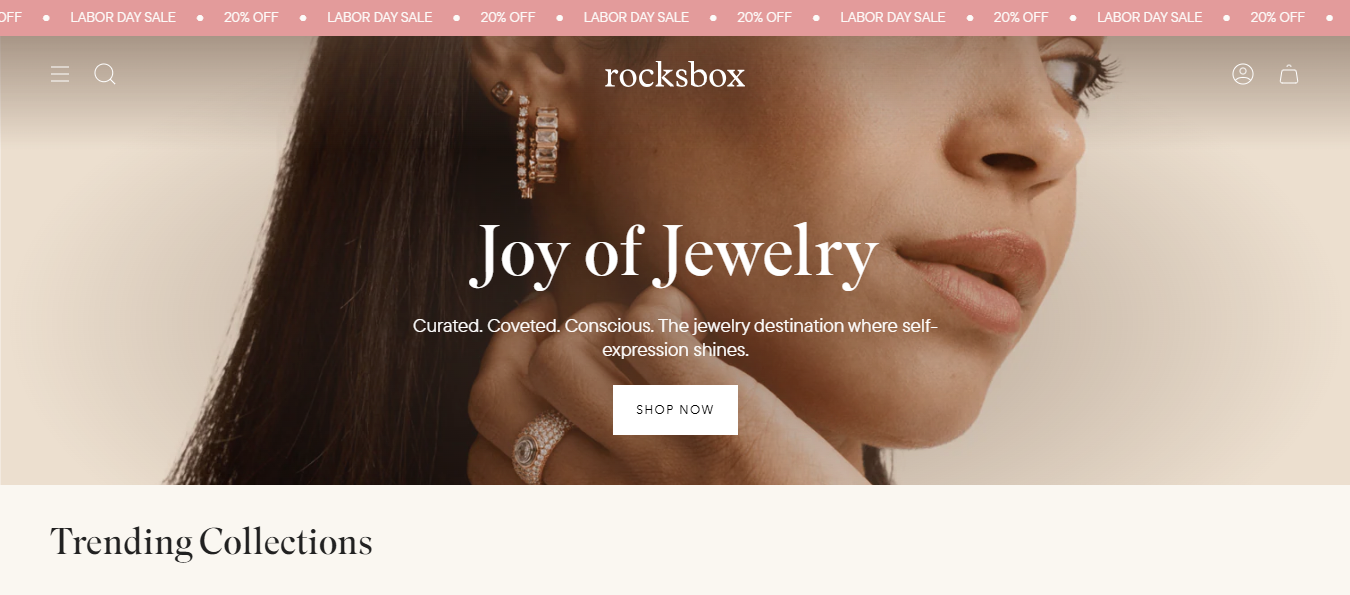 OFF • LABOR DAY SALE • 20% OFF • LABOR DAY SALE • 20% OFF • LABOR DAY SALE • 20% OFF • LABOR DAY SALE • 20% OFF • LABOR DAY SALE • 20% OFF •
rocksbox
Joy of Jewelry
Curated. Coveted. Conscious. The jewelry destination where self-
expression shines.
SHOP NOW
Trending Collections